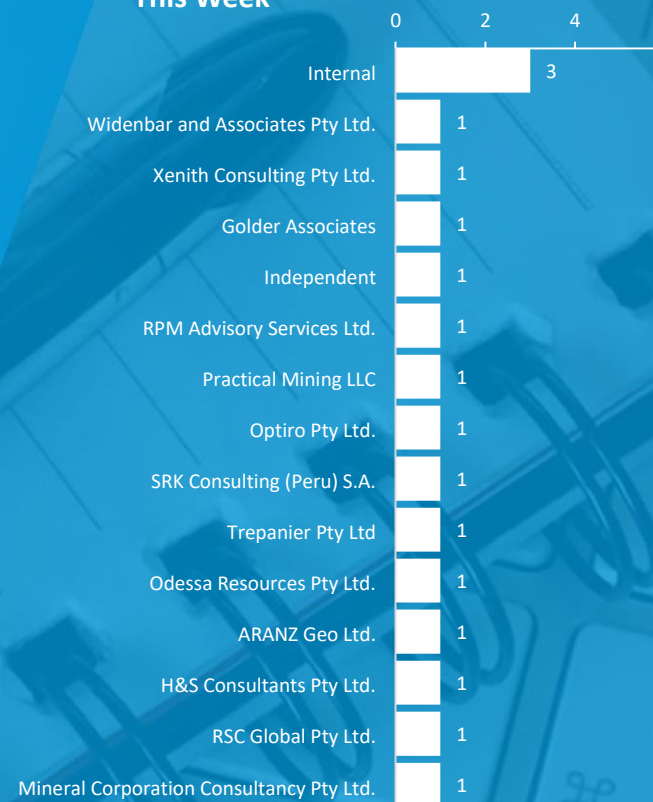 This Week
0 2 4
Internal 3
Widenbar and Associates Pty Ltd. 1
Xenith Consulting Pty Ltd. 1
Golder Associates 1
Independent 1
RPM Advisory Services Ltd. 1
Practical Mining LLC 1
Optiro Pty Ltd. 1
SRK Consulting (Peru) S.A. 1
Trepanier Pty Ltd 1
Odessa Resources Pty Ltd. 1
ARANZ Geo Ltd. 1
H&S Consultants Pty Ltd. 1
RSC Global Pty Ltd. 1
Mineral Corporation Consultancy Pty Ltd. 1